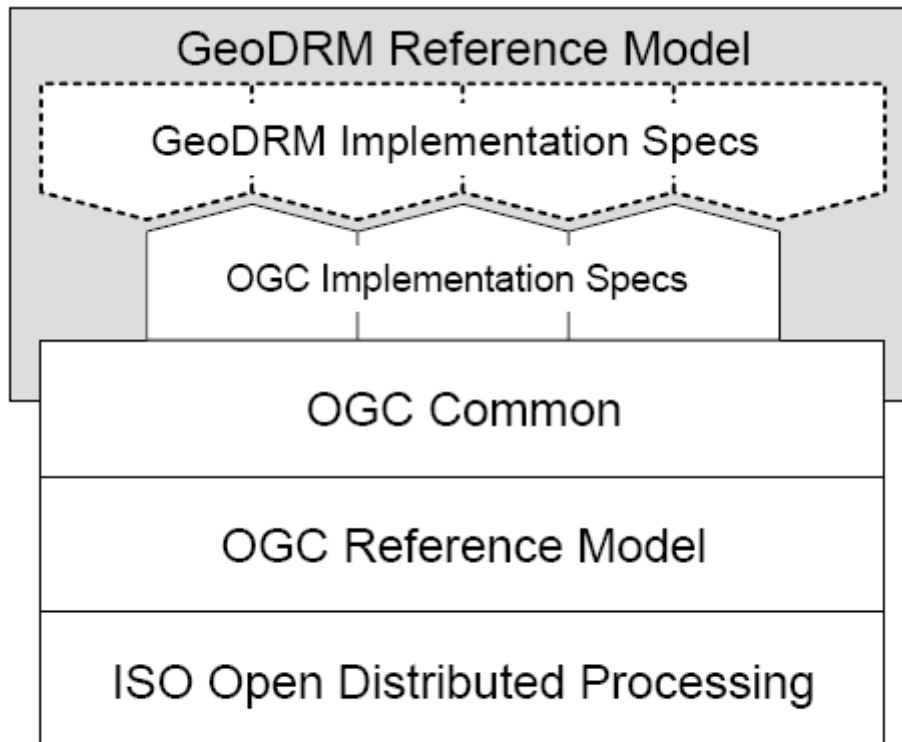 GeoDRM Reference Model
GeoDRM Implementation Specs
OGC Implementation Specs
OGC Common
OGC Reference Model
ISO Open Distributed Processing